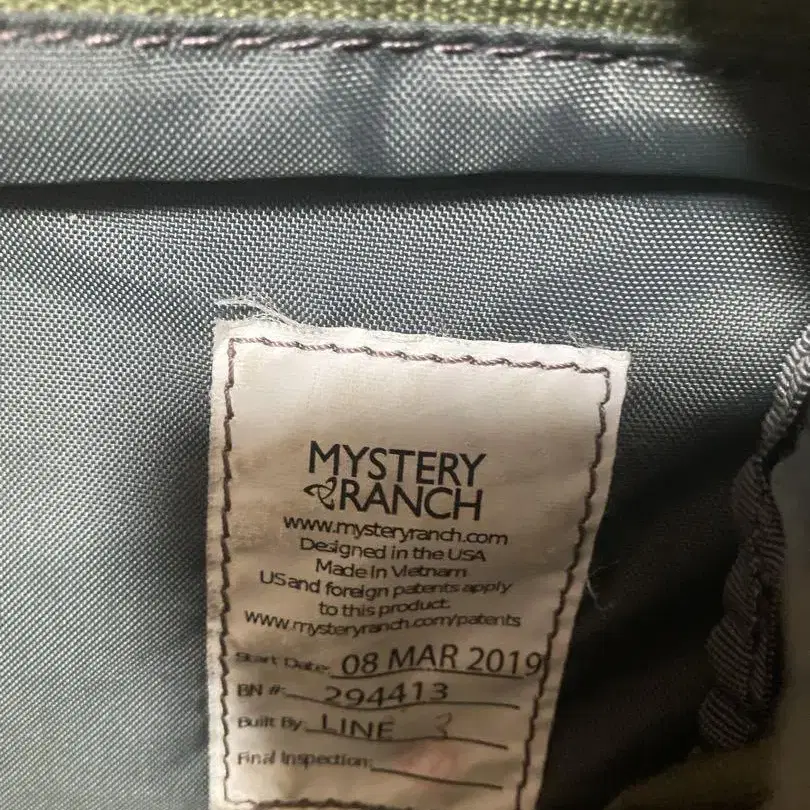 MYSTERY
RANCH
www.mysteryranch.com
Designed in the USA
Made in Vietnam
US and foreign patents apply
to this product.
www.mysteryranch.com/patents
Start Date: 08 MAR 2019
BN #: 294413
Built By: LINE 3
Final Inspection: